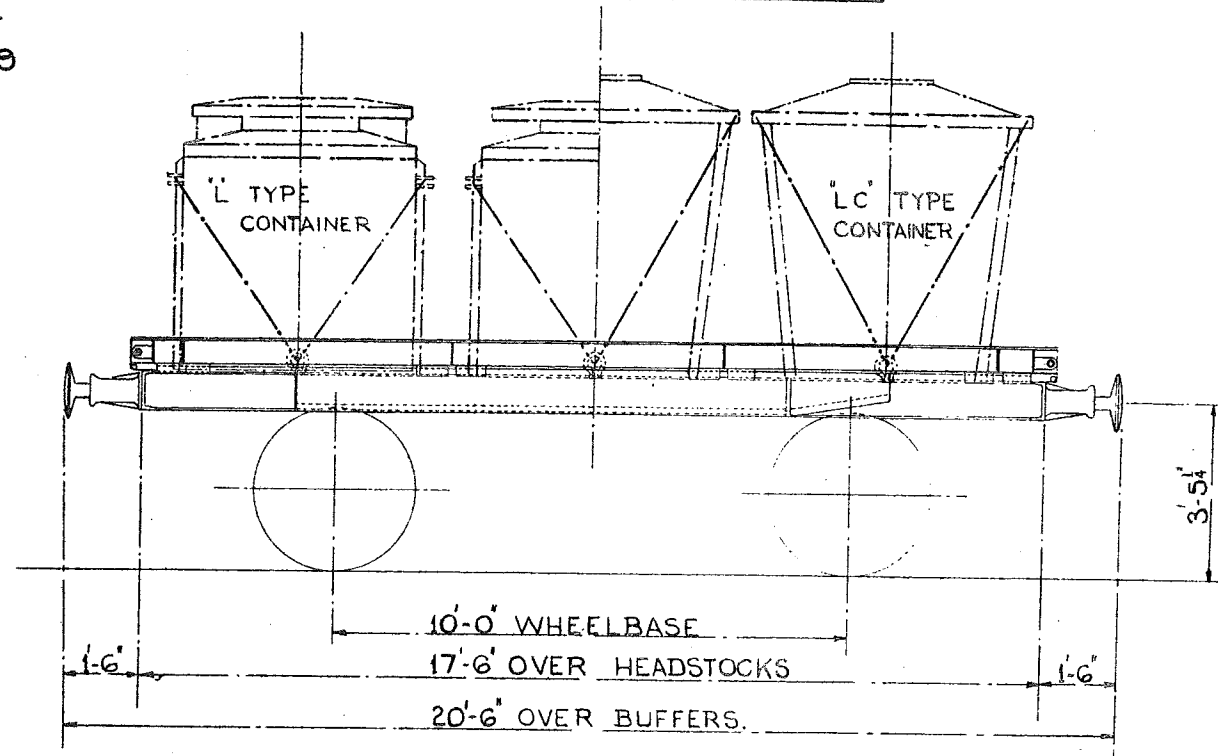 "L" TYPE
CONTAINER
"LC" TYPE
CONTAINER
3'-5¼"
10'-0" WHEELBASE
1'-6"
17'-6" OVER HEADSTOCKS
1'-6"
20'-6" OVER BUFFERS.